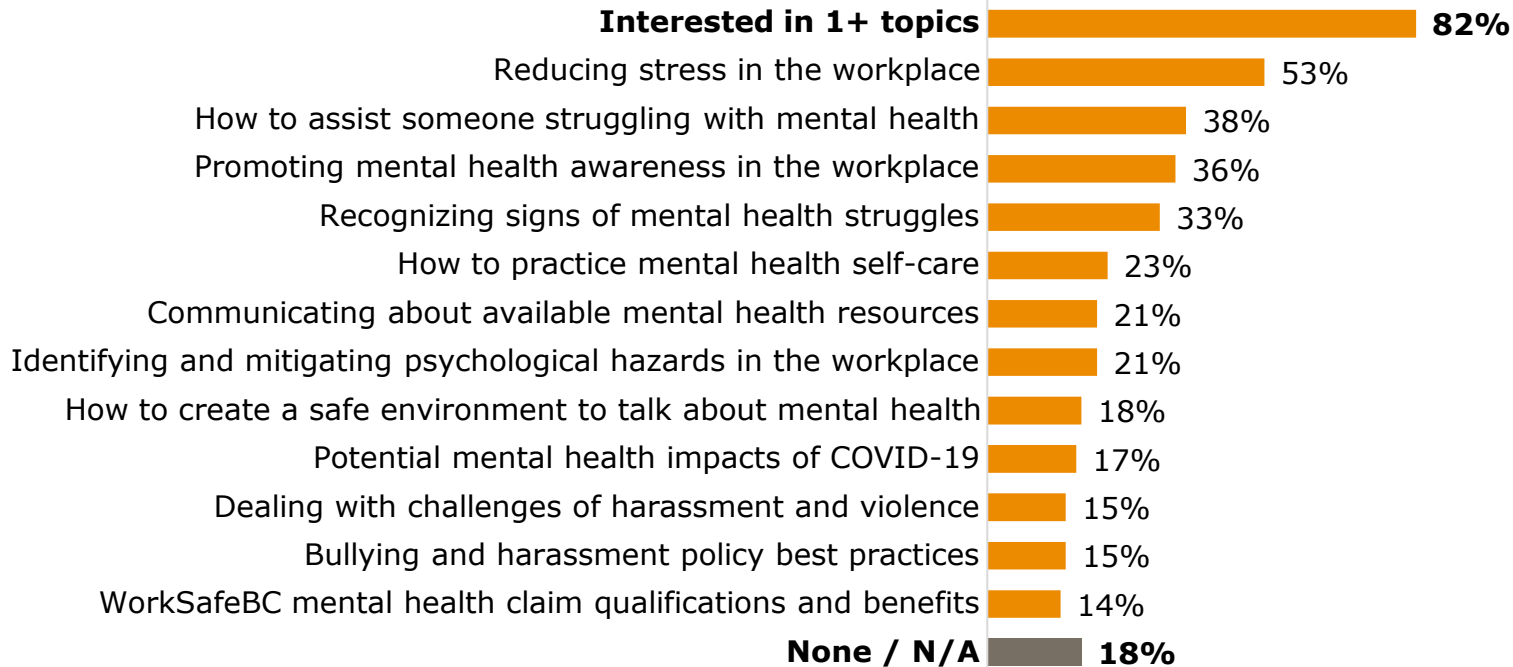 Interested in 1+ topics 82%
Reducing stress in the workplace 53%
How to assist someone struggling with mental health 38%
Promoting mental health awareness in the workplace 36%
Recognizing signs of mental health struggles 33%
How to practice mental health self-care 23%
Communicating about available mental health resources 21%
Identifying and mitigating psychological hazards in the workplace 21%
How to create a safe environment to talk about mental health 18%
Potential mental health impacts of COVID-19 17%
Dealing with challenges of harassment and violence 15%
Bullying and harassment policy best practices 15%
WorkSafeBC mental health claim qualifications and benefits 14%
None / N/A 18%